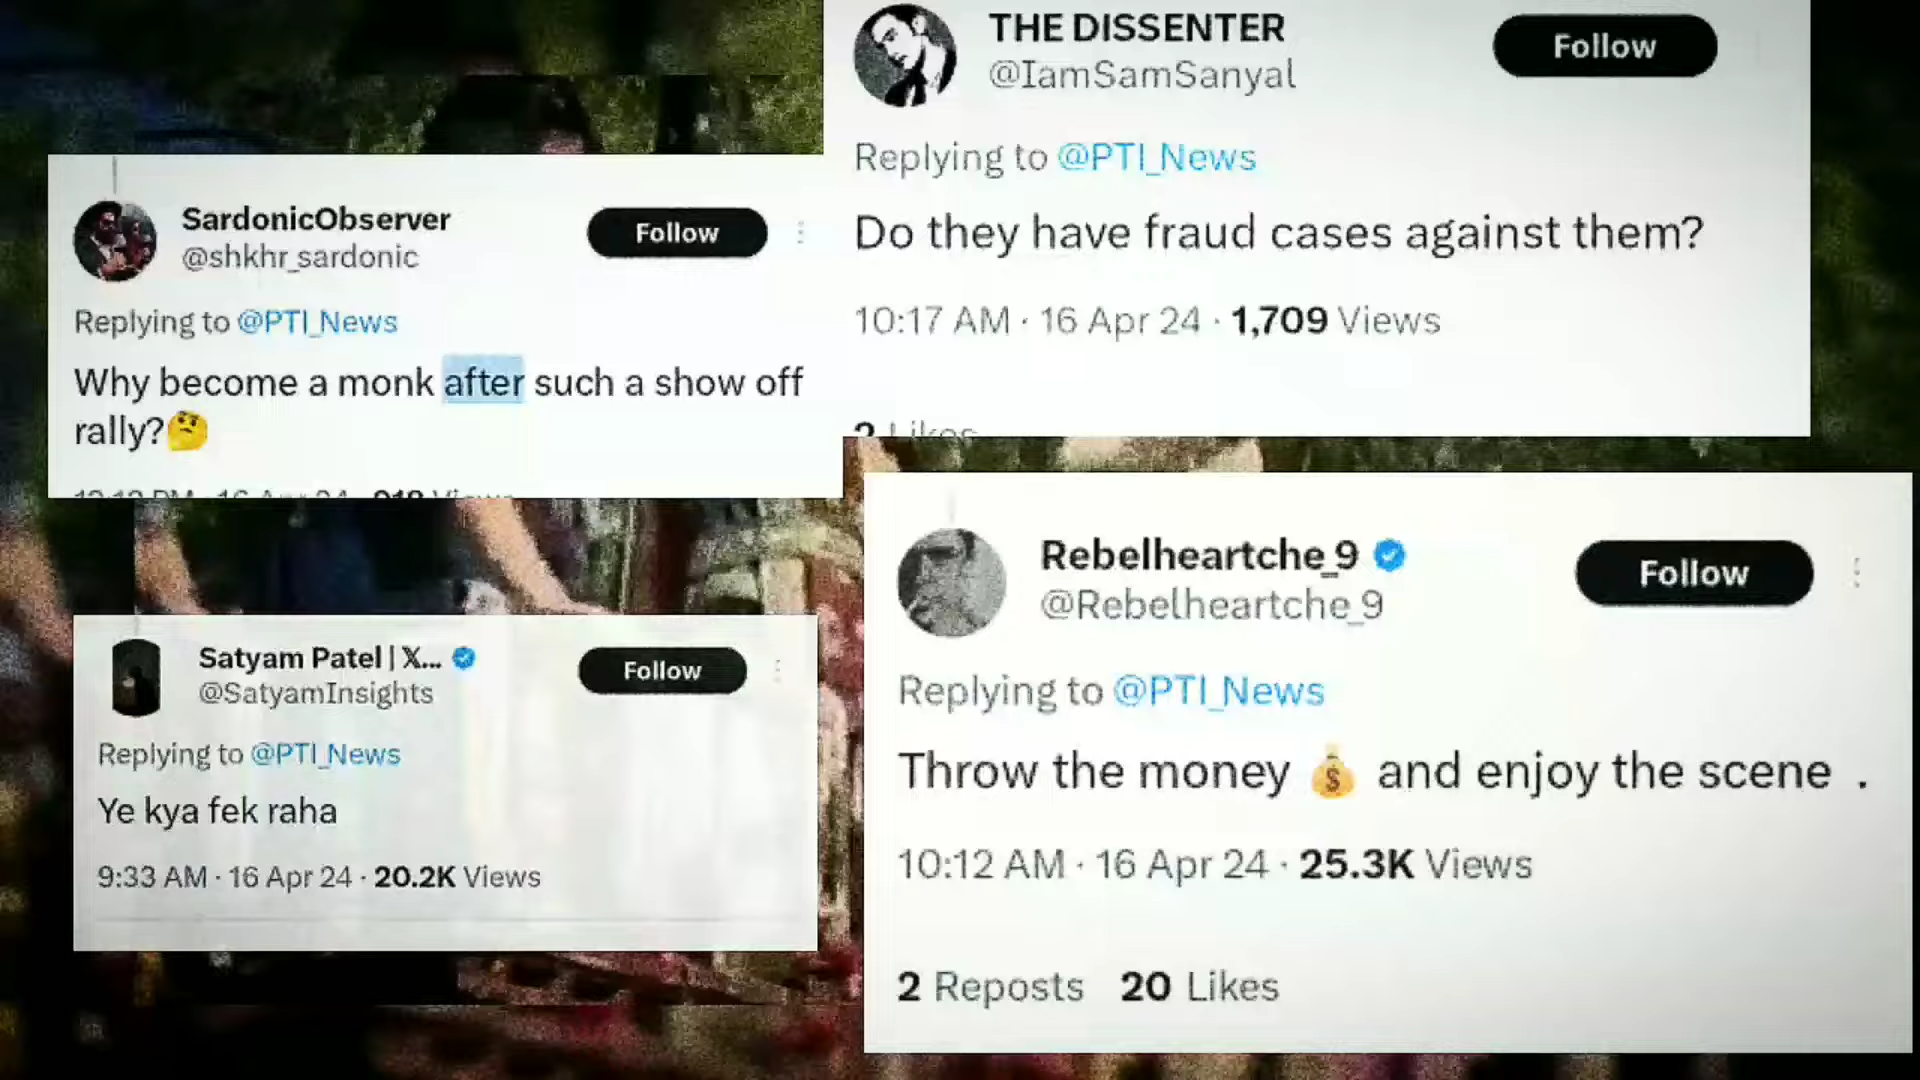 THE DISSENTER
@IamSamSanyal
Follow
Replying to @PTI_News
Do they have fraud cases against them?
10:17 AM · 16 Apr 24 · 1,709 Views
2 Likes
SardonicObserver
@shkhr_sardonic
Follow
Replying to @PTI_News
Why become a monk after such a show off
rally?🤔
Satyam Patel | X...
@SatyamInsights
Follow
Replying to @PTI_News
Ye kya fek raha
9:33 AM · 16 Apr 24 · 20.2K Views
Rebelheartche_9
@Rebelheartche_9
Follow
Replying to @PTI_News
Throw the money 💰 and enjoy the scene .
10:12 AM · 16 Apr 24 · 25.3K Views
2 Reposts 20 Likes